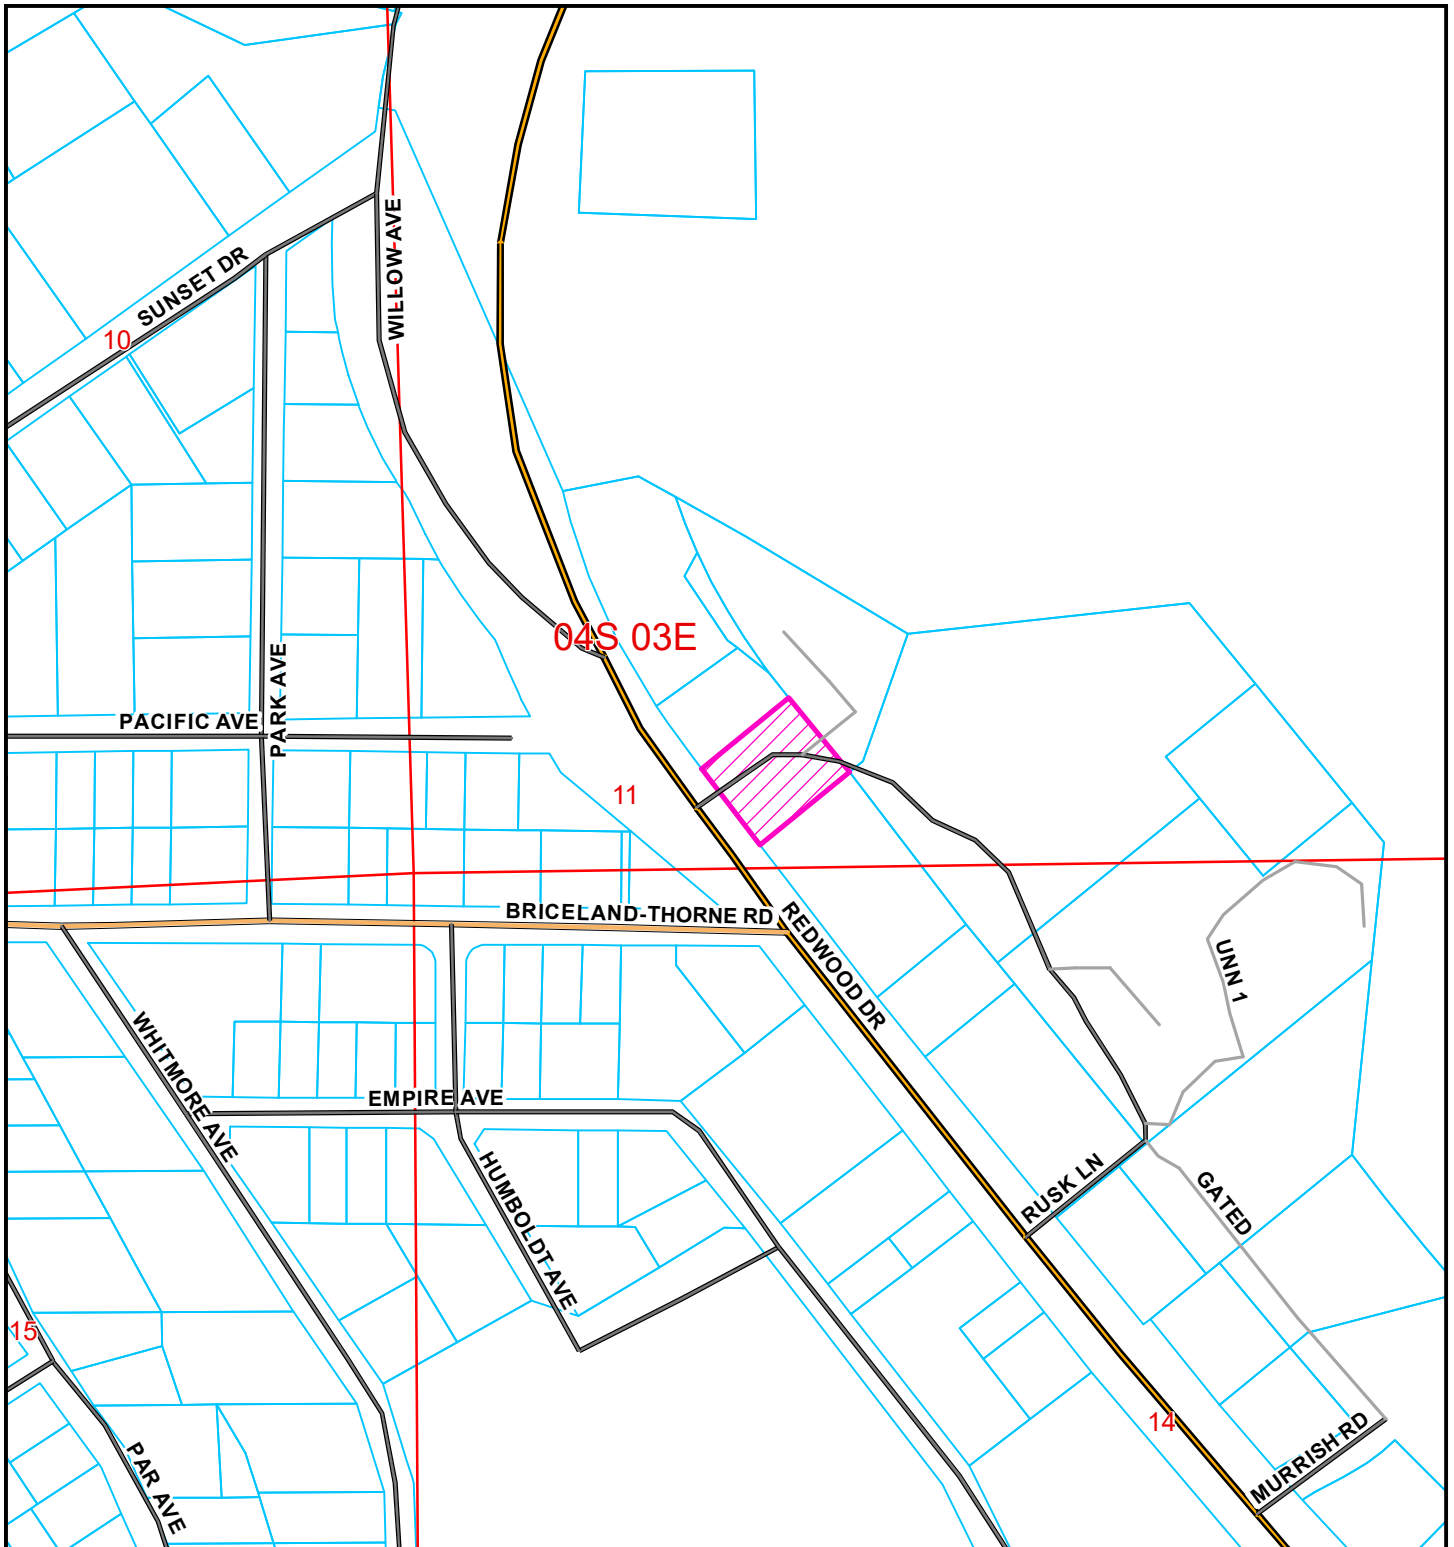 WILLOW AVE
SUNSET DR
10
04S 03E
PARK AVE
PACIFIC AVE
11
BRICELAND-THORNE RD
REDWOOD DR
UNN 1
WHITMORE AVE
EMPIRE AVE
HUMBOLDT AVE
RUSK LN
GATED
15
14
MURRISH RD
PAR AVE